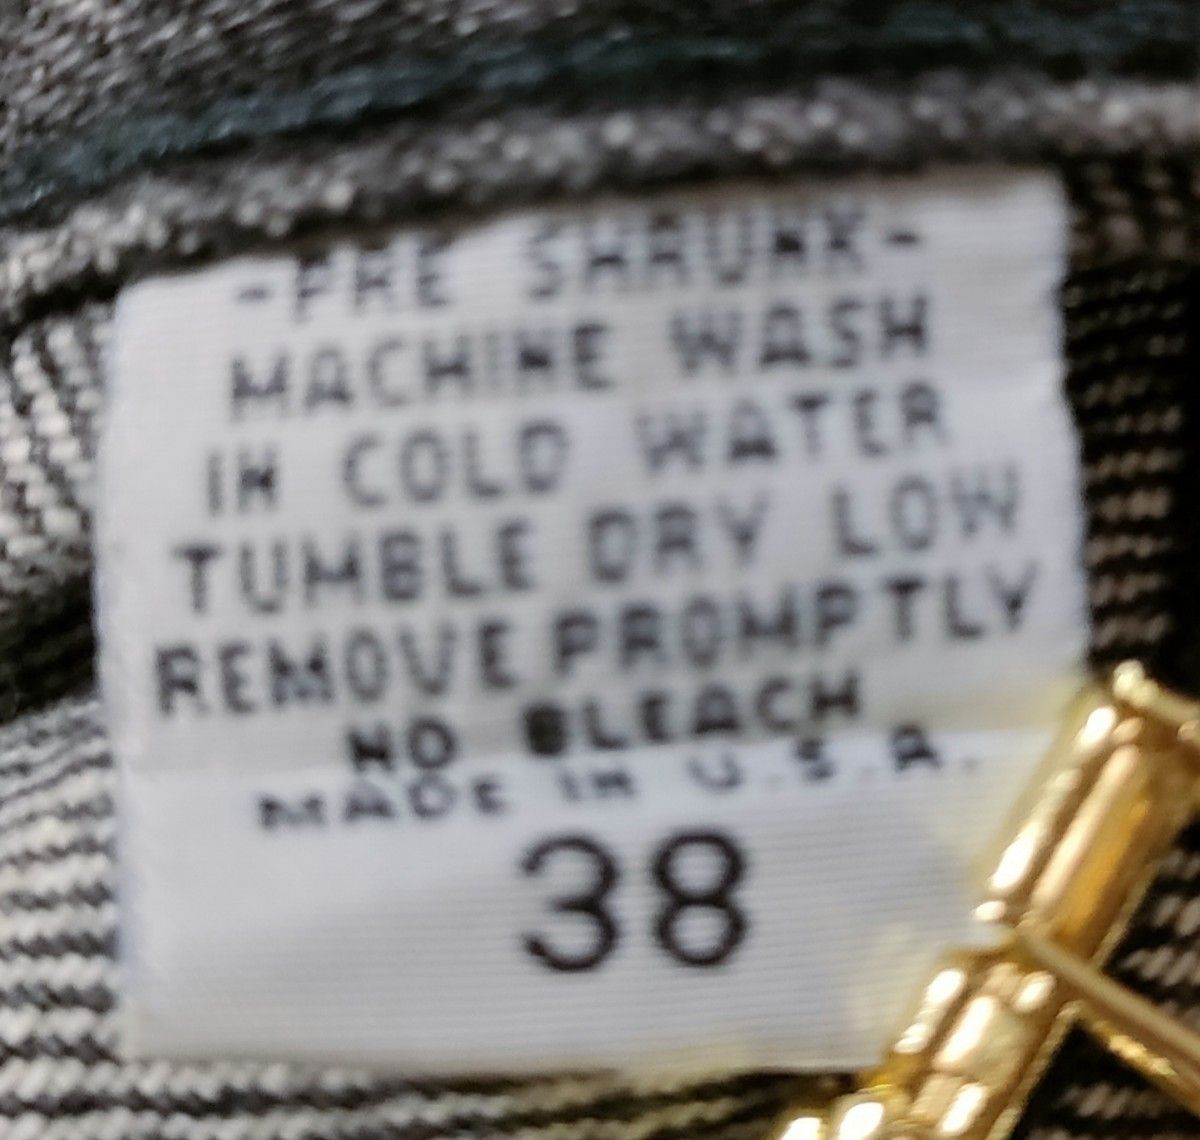 -PRE SHRUNK-
MACHINE WASH
IN COLD WATER
TUMBLE DRY LOW
REMOVE PROMPTLY
NO BLEACH
MADE IN U.S.A.
38